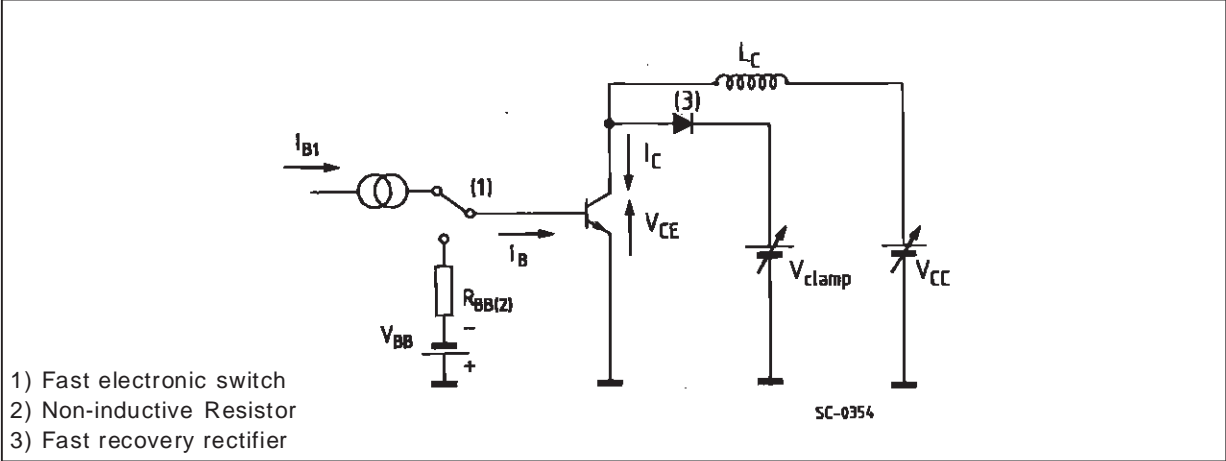 L_C
(3)
I_B1
(1)
I_C
V_CE
I_B
V_clamp
V_CC
R_BB(2)
V_BB
−
+
SC-0354
1) Fast electronic switch
2) Non-inductive Resistor
3) Fast recovery rectifier